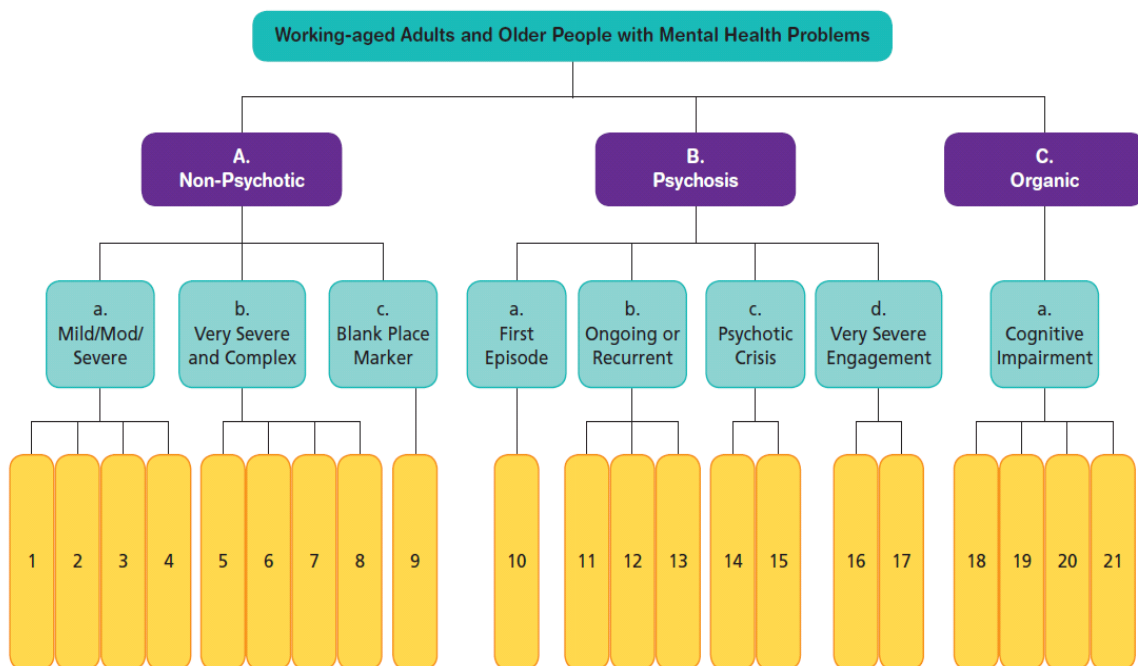 Working-aged Adults and Older People with Mental Health Problems
A.
Non-Psychotic
B.
Psychosis
C.
Organic
a.
Mild/Mod/
Severe
b.
Very Severe
and Complex
c.
Blank Place
Marker
a.
First
Episode
b.
Ongoing or
Recurrent
c.
Psychotic
Crisis
d.
Very Severe
Engagement
a.
Cognitive
Impairment
1
2
3
4
5
6
7
8
9
10
11
12
13
14
15
16
17
18
19
20
21